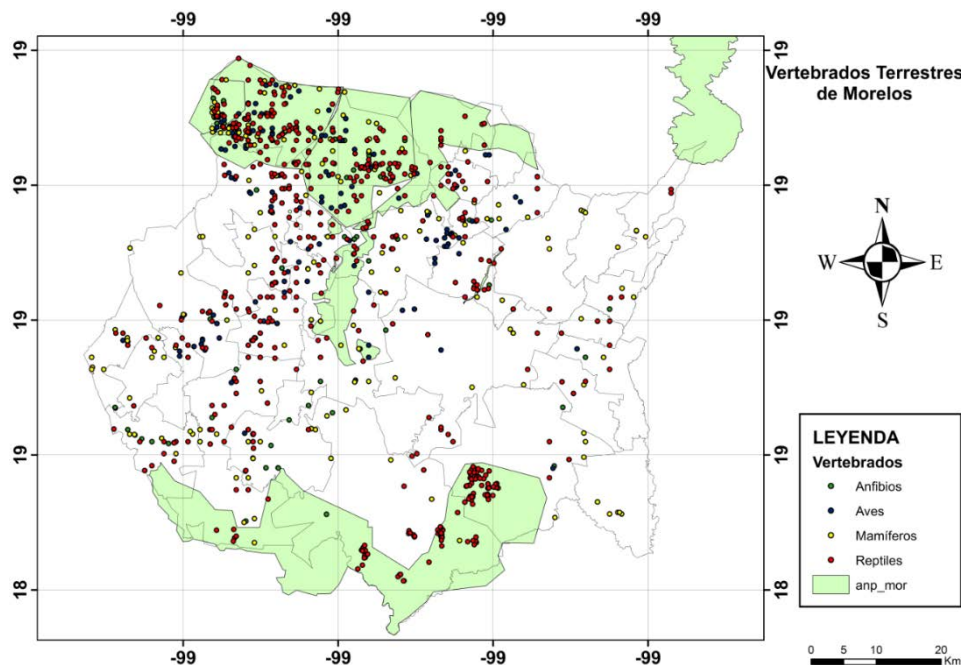 -99 -99 -99 -99
19
19
19
19
18
19
19
19
19
18
-99 -99 -99 -99
Vertebrados Terrestres
de Morelos
N
W E
S
LEYENDA
Vertebrados
Anfibios
Aves
Mamíferos
Reptiles
anp_mor
0 5 10 20
Km